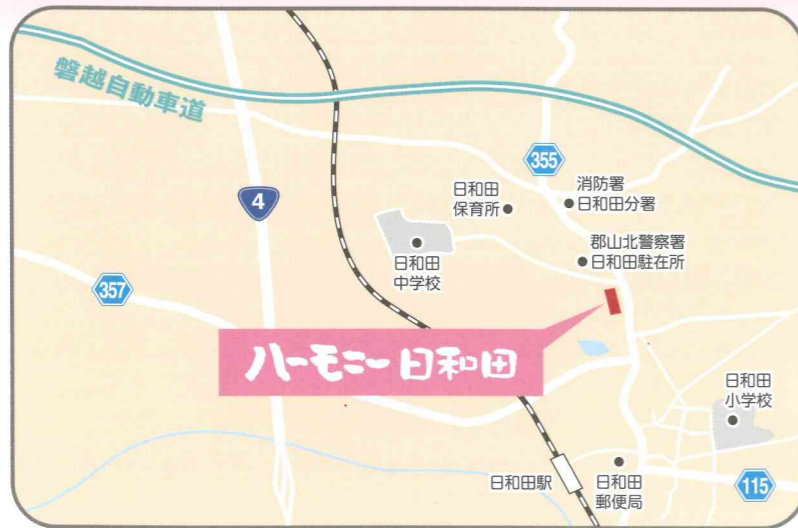 磐越自動車道
4
355
357
115
消防署
日和田分署
日和田
保育所
郡山北警察署
日和田駐在所
日和田
中学校
ハーモニー日和田
日和田
小学校
日和田駅
日和田
郵便局